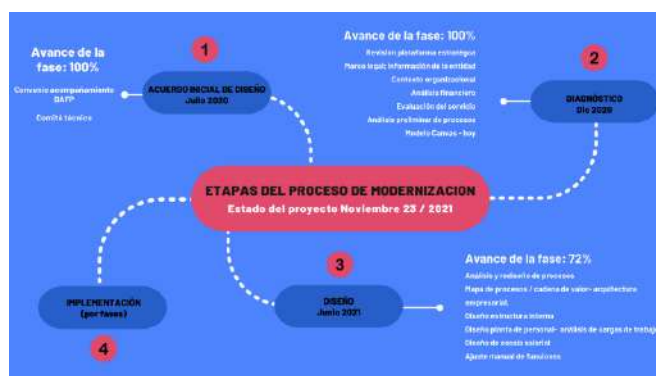 1
Avance de la
fase: 100%
Convenio acompañamiento
DAFP
Comité técnico
ACUERDO INICIAL DE DISEÑO
Julio 2020
Avance de la fase: 100%
Revisión plataforma estratégica
Marco legal; información de la entidad
Contexto organizacional
Análisis financiero
Evaluación del servicio
Análisis preliminar de procesos
Modelo Canvas - hoy
2
DIAGNÓSTICO
Dic 2020
ETAPAS DEL PROCESO DE MODERNIZACION
Estado del proyecto Noviembre 23 / 2021
3
DISEÑO
Junio 2021
Avance de la fase: 72%
Análisis y rediseño de procesos
Mapa de procesos / cadena de valor- arquitectura
empresarial.
Diseño estructura interna
Diseño planta de personal- análisis de cargas de trabajo
Diseño de escala salarial
Ajuste manual de funciones
IMPLEMENTACIÓN
(por fases)
4